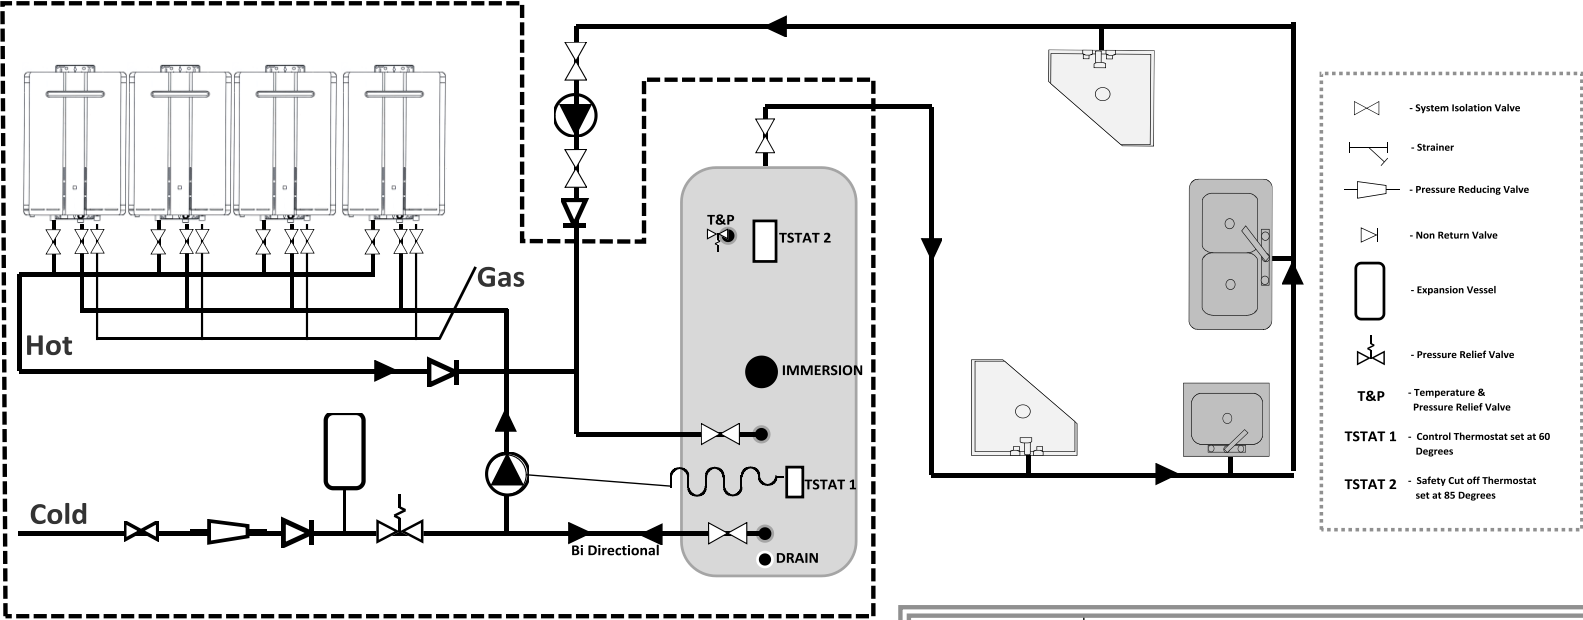 T&P
TSTAT 2
Gas
Hot
IMMERSION
TSTAT 1
Cold
Bi Directional
DRAIN
- System Isolation Valve
- Strainer
- Pressure Reducing Valve
- Non Return Valve
- Expansion Vessel
- Pressure Relief Valve
T&P - Temperature &
Pressure Relief Valve
TSTAT 1 - Control Thermostat set at 60
Degrees
TSTAT 2 - Safety Cut off Thermostat
set at 85 Degrees